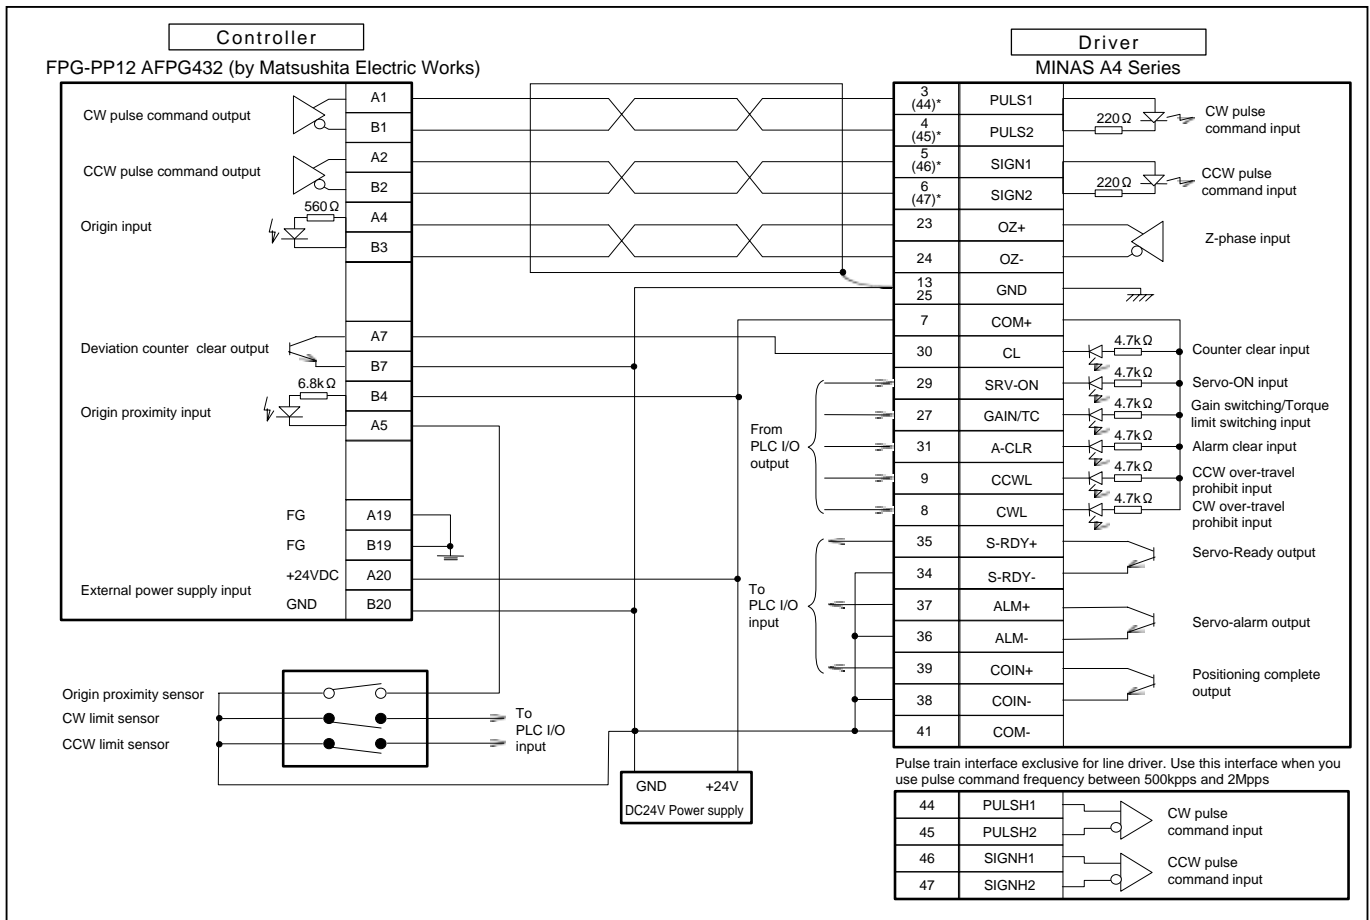 Controller
FPG-PP12 AFPG432 (by Matsushita Electric Works)
CW pulse command output
A1
B1
CCW pulse command output
A2
B2
560Ω
Origin input
A4
B3
Deviation counter clear output
A7
B7
6.8kΩ
Origin proximity input
B4
A5
FG
A19
FG
B19
External power supply input
+24VDC
A20
GND
B20
Origin proximity sensor
CW limit sensor
CCW limit sensor
To
PLC I/O
input
From
PLC I/O
output
To
PLC I/O
input
GND +24V
DC24V Power supply
Driver
MINAS A4 Series
3
(44)*
PULS1
4
(45)*
PULS2
220Ω
CW pulse
command input
5
(46)*
SIGN1
6
(47)*
SIGN2
220Ω
CCW pulse
command input
23
OZ+
24
OZ-
Z-phase input
13
25
GND
7
COM+
30
CL
4.7kΩ
Counter clear input
29
SRV-ON
4.7kΩ
Servo-ON input
27
GAIN/TC
4.7kΩ
Gain switching/Torque
limit switching input
31
A-CLR
4.7kΩ
Alarm clear input
9
CCWL
4.7kΩ
CCW over-travel
prohibit input
8
CWL
4.7kΩ
CW over-travel
prohibit input
35
S-RDY+
34
S-RDY-
Servo-Ready output
37
ALM+
36
ALM-
Servo-alarm output
39
COIN+
38
COIN-
Positioning complete
output
41
COM-
Pulse train interface exclusive for line driver. Use this interface when you
use pulse command frequency between 500kpps and 2Mpps
44
PULSH1
45
PULSH2
CW pulse
command input
46
SIGNH1
47
SIGNH2
CCW pulse
command input